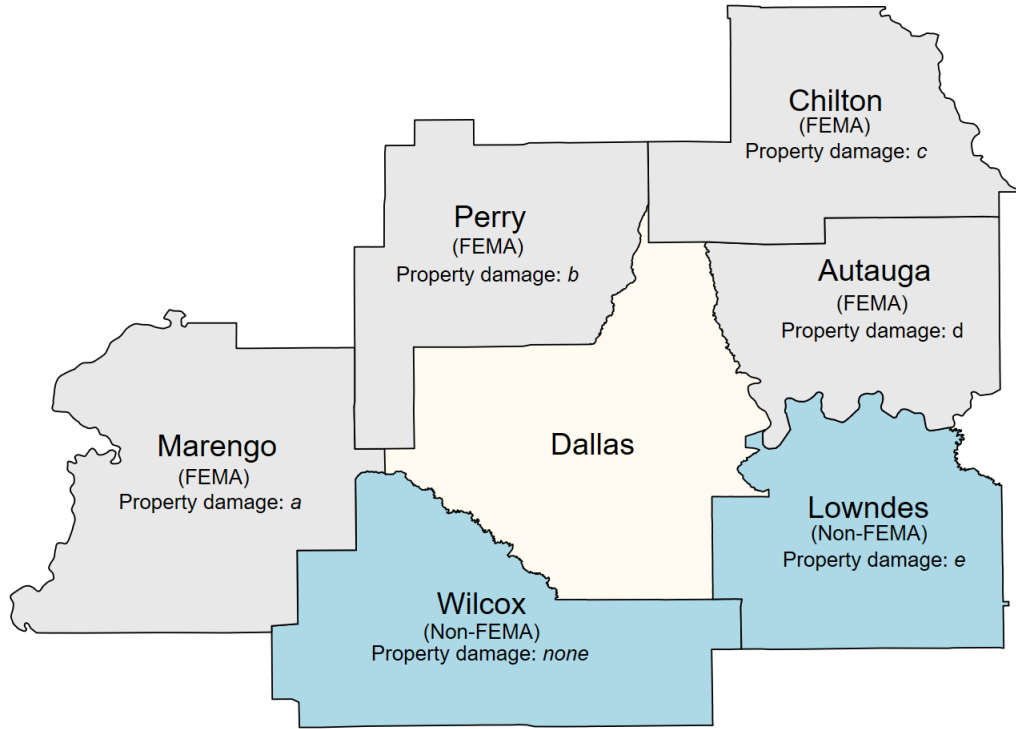 Chilton
(FEMA)
Property damage: c
Perry
(FEMA)
Property damage: b
Autauga
(FEMA)
Property damage: d
Marengo
(FEMA)
Property damage: a
Dallas
Lowndes
(Non-FEMA)
Property damage: e
Wilcox
(Non-FEMA)
Property damage: none